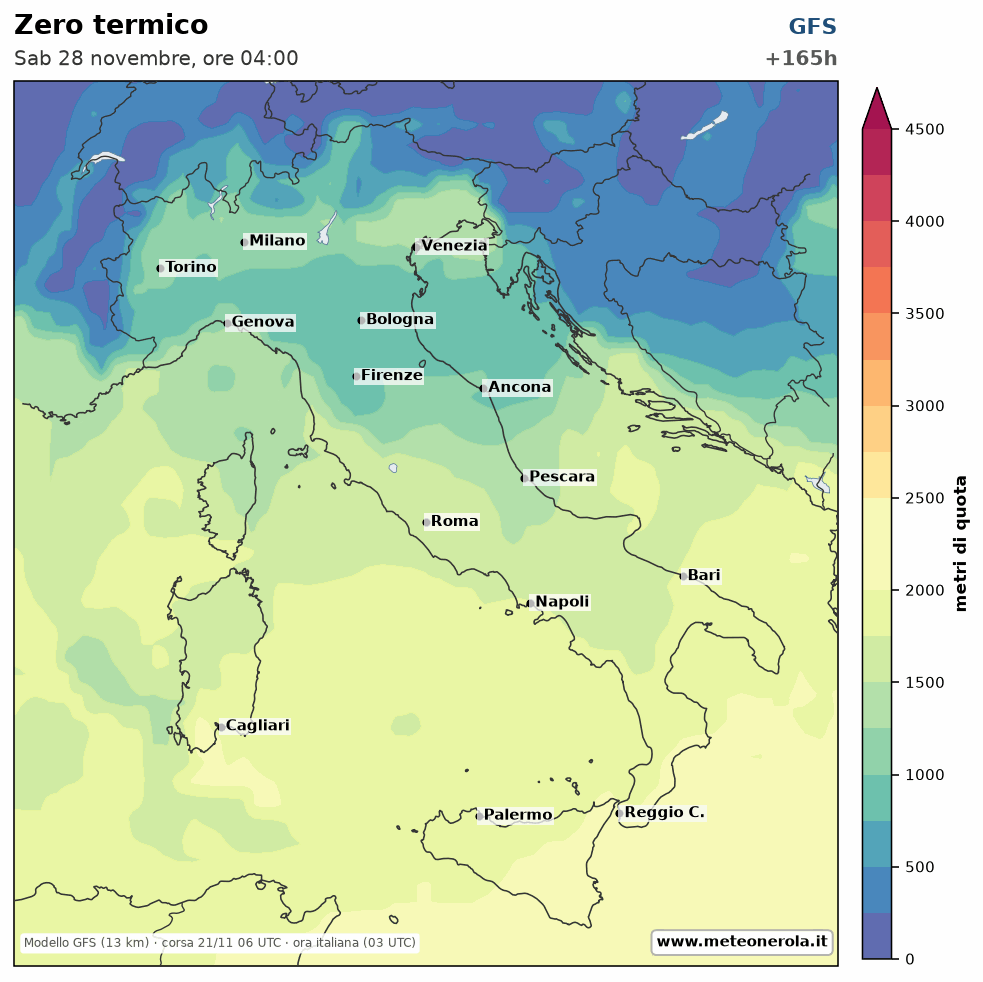 Zero termico
GFS
Sab 28 novembre, ore 04:00
+165h
4500
4000
3500
3000
2500
2000
1500
1000
500
0
metri di quota
Milano
Venezia
Torino
Genova
Bologna
Firenze
Ancona
Pescara
Roma
Bari
Napoli
Cagliari
Palermo
Reggio C.
Modello GFS (13 km) · corsa 21/11 06 UTC · ora italiana (03 UTC)
www.meteonerola.it